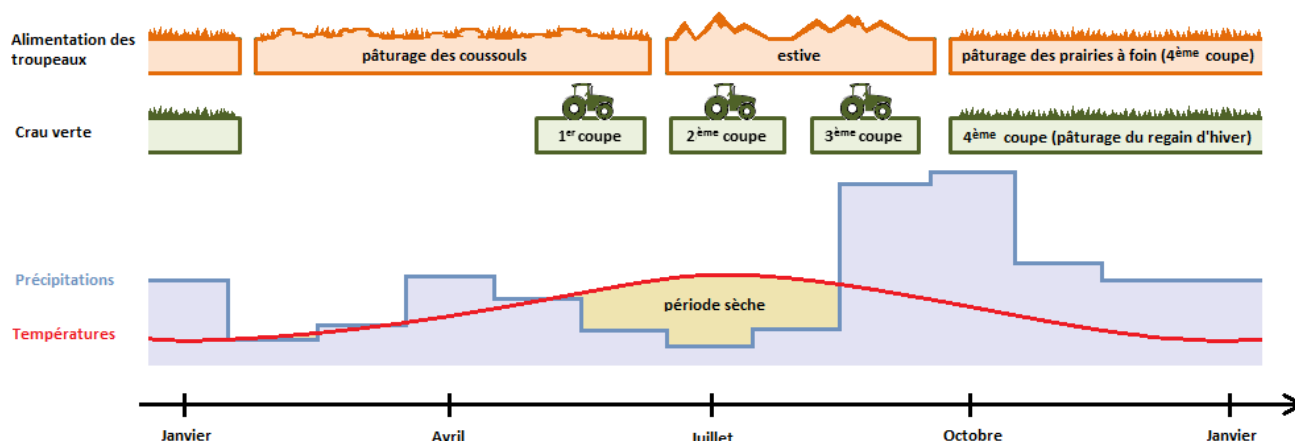 Alimentation des
troupeaux
pâturage des coussouls
estive
pâturage des prairies à foin (4ème coupe)
Crau verte
1er coupe
2ème coupe
3ème coupe
4ème coupe (pâturage du regain d'hiver)
Précipitations
période sèche
Températures
Janvier
Avril
Juillet
Octobre
Janvier